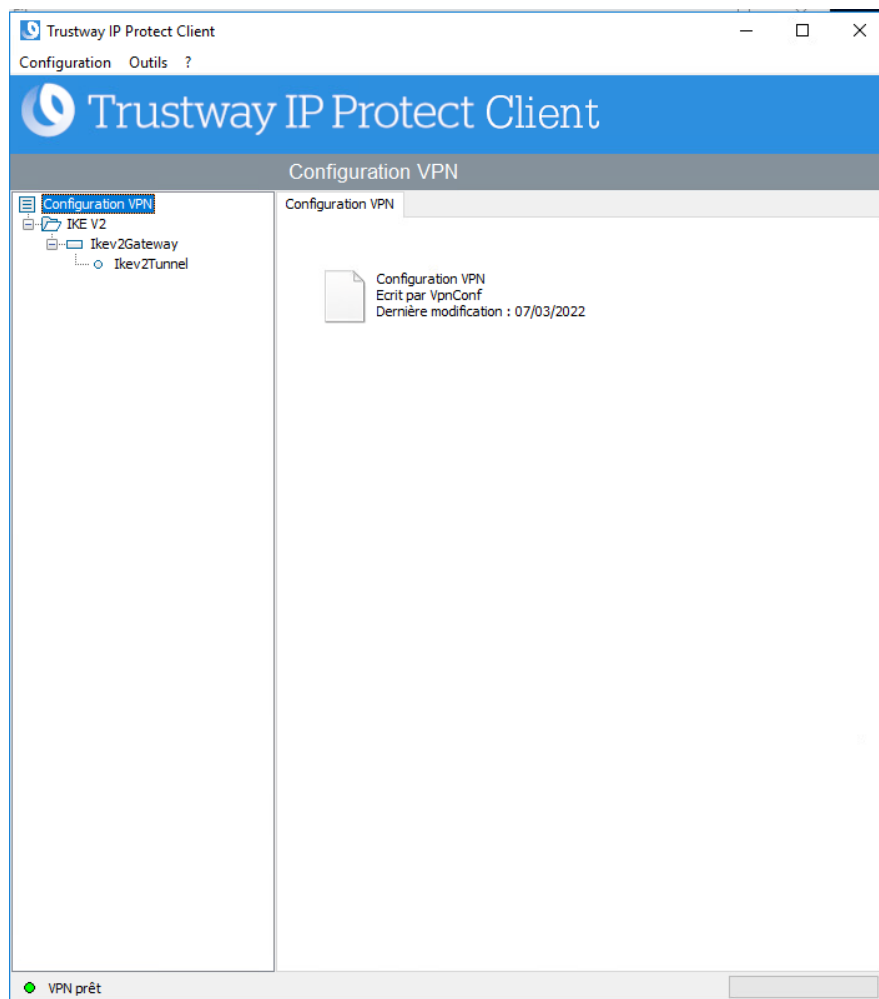 Trustway IP Protect Client
Configuration Outils ?
Trustway IP Protect Client
Configuration VPN
Configuration VPN
IKE V2
Ikev2Gateway
Ikev2Tunnel
Configuration VPN
Configuration VPN
Ecrit par VpnConf
Dernière modification : 07/03/2022
VPN prêt